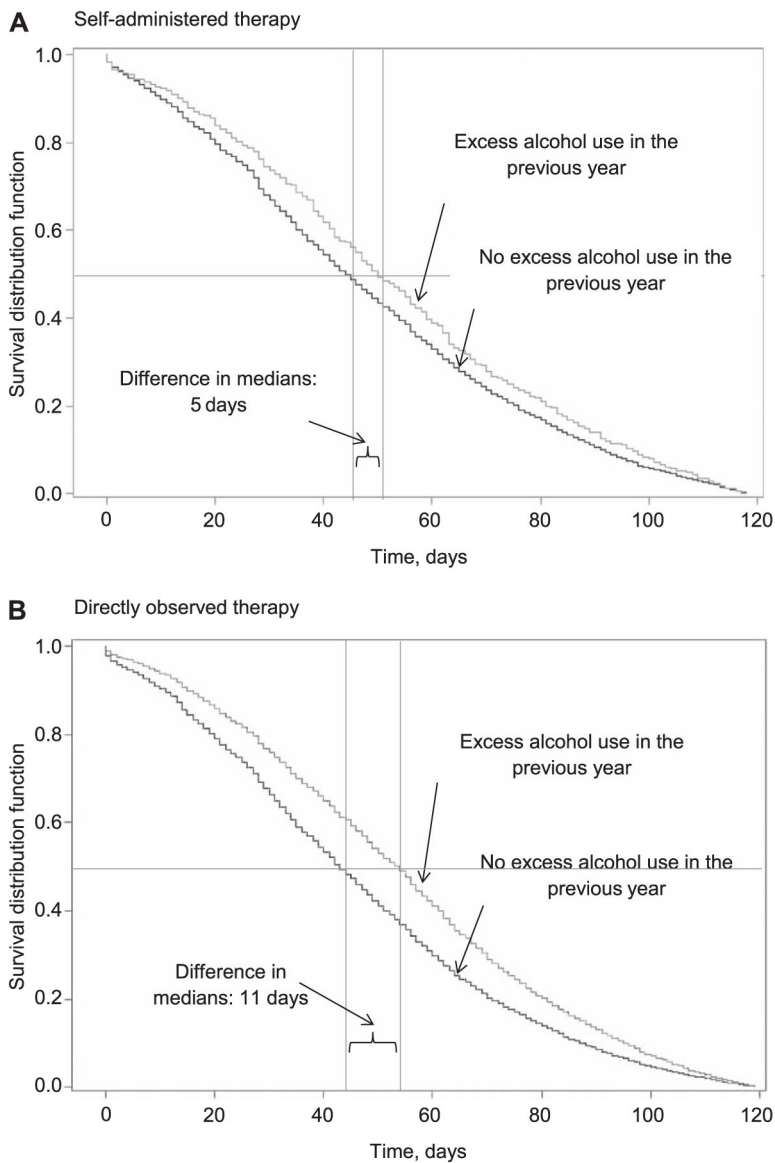 A Self-administered therapy
1.0
0.8
0.6
0.4
0.2
0.0
Survival distribution function
Excess alcohol use in the
previous year
No excess alcohol use in the
previous year
Difference in medians:
5 days
0 20 40 60 80 100 120
Time, days
B Directly observed therapy
1.0
0.8
0.6
0.4
0.2
0.0
Survival distribution function
Excess alcohol use in the
previous year
No excess alcohol use in the
previous year
Difference in
medians: 11 days
0 20 40 60 80 100 120
Time, days